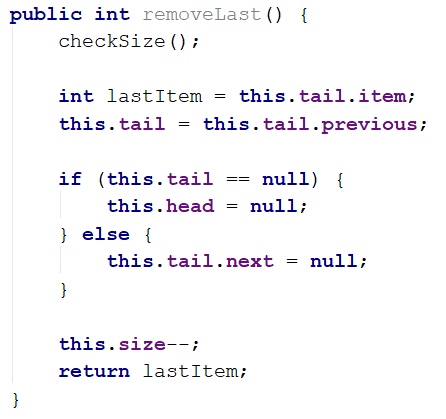 public int removeLast() {
    checkSize();

    int lastItem = this.tail.item;
    this.tail = this.tail.previous;

    if (this.tail == null) {
        this.head = null;
    } else {
        this.tail.next = null;
    }

    this.size--;
    return lastItem;
}